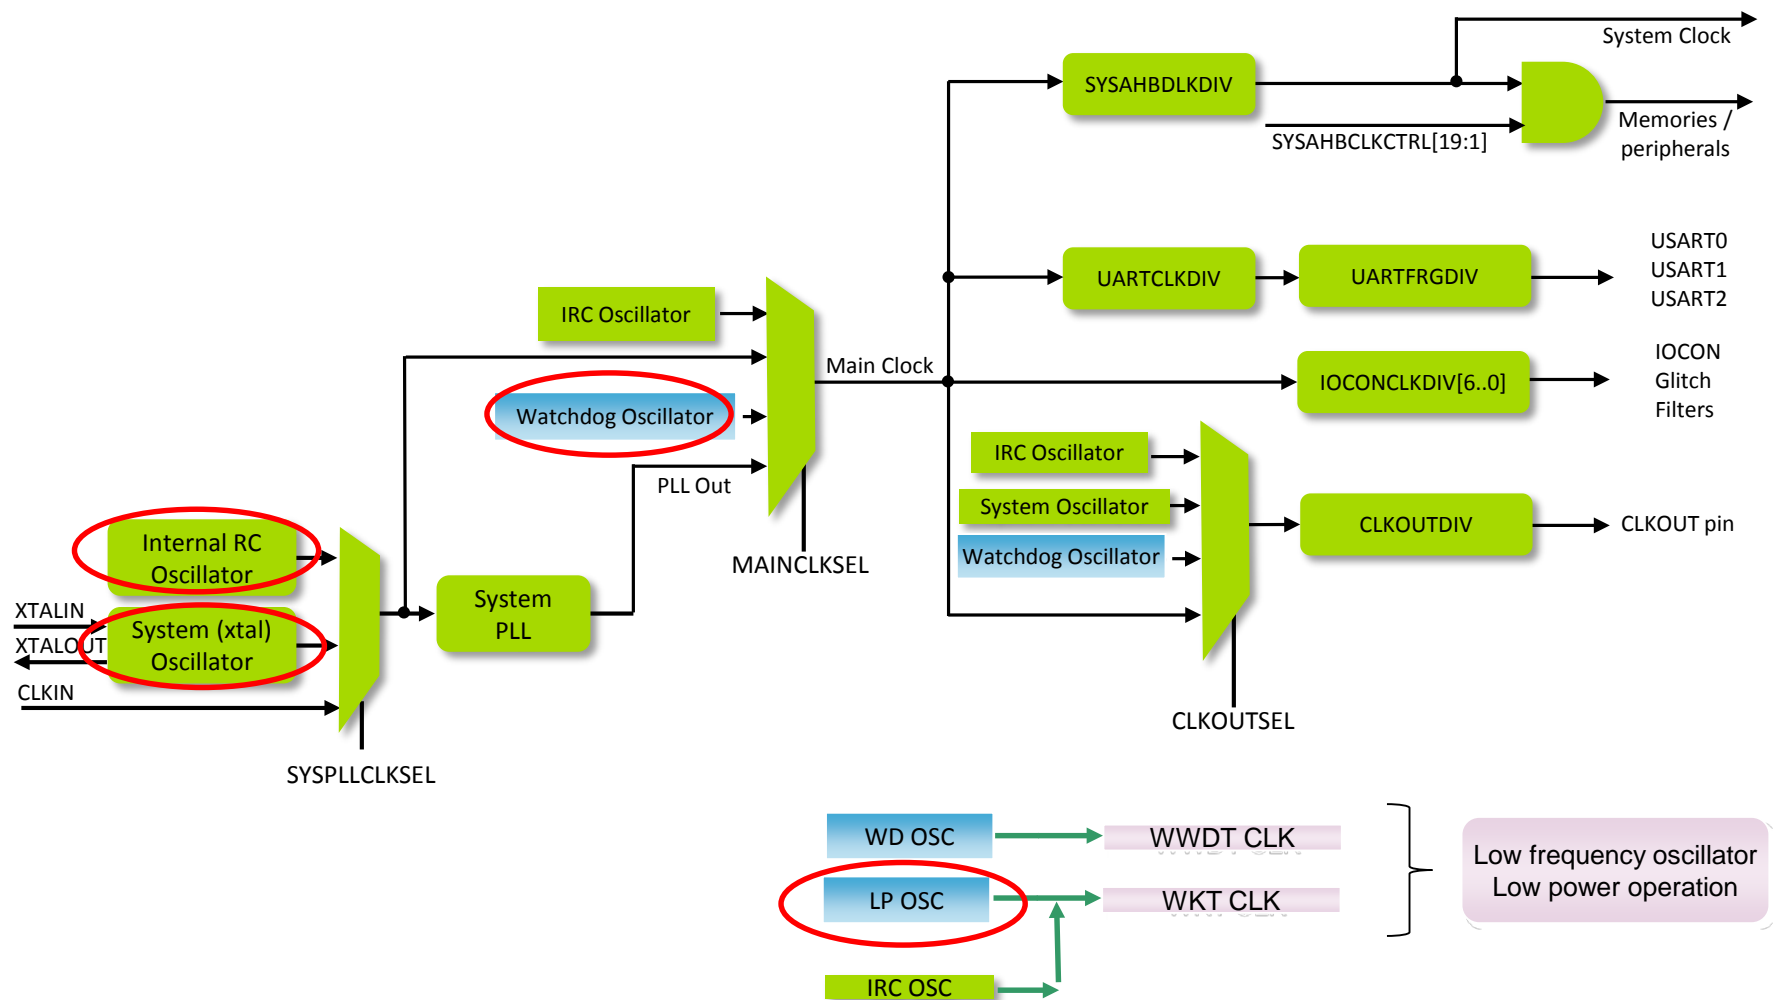 System Clock
SYSAHBDLKDIV
SYSAHBCLKCTRL[19:1]
Memories /
peripherals
UARTCLKDIV
UARTFRGDIV
USART0
USART1
USART2
IRC Oscillator
Main Clock
IOCONCLKDIV[6..0]
IOCON
Glitch
Filters
Watchdog Oscillator
PLL Out
MAINCLKSEL
IRC Oscillator
System Oscillator
Watchdog Oscillator
CLKOUTDIV
CLKOUT pin
CLKOUTSEL
Internal RC
Oscillator
XTALIN
XTALOUT
System (xtal)
Oscillator
CLKIN
System
PLL
SYSPLLCLKSEL
WD OSC
WWDT CLK
LP OSC
WKT CLK
IRC OSC
Low frequency oscillator
Low power operation